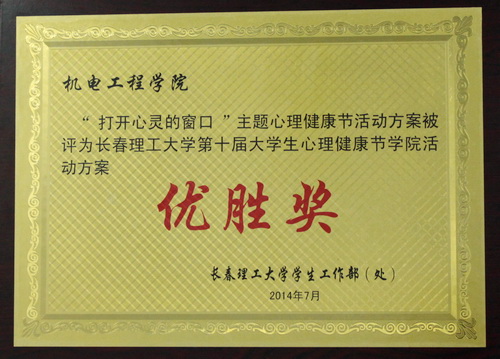 机电工程学院
“打开心灵的窗口”主题心理健康节活动方案被
评为长春理工大学第十届大学生心理健康节学院活
动方案
优胜奖
长春理工大学学生工作部(处)
2014年7月